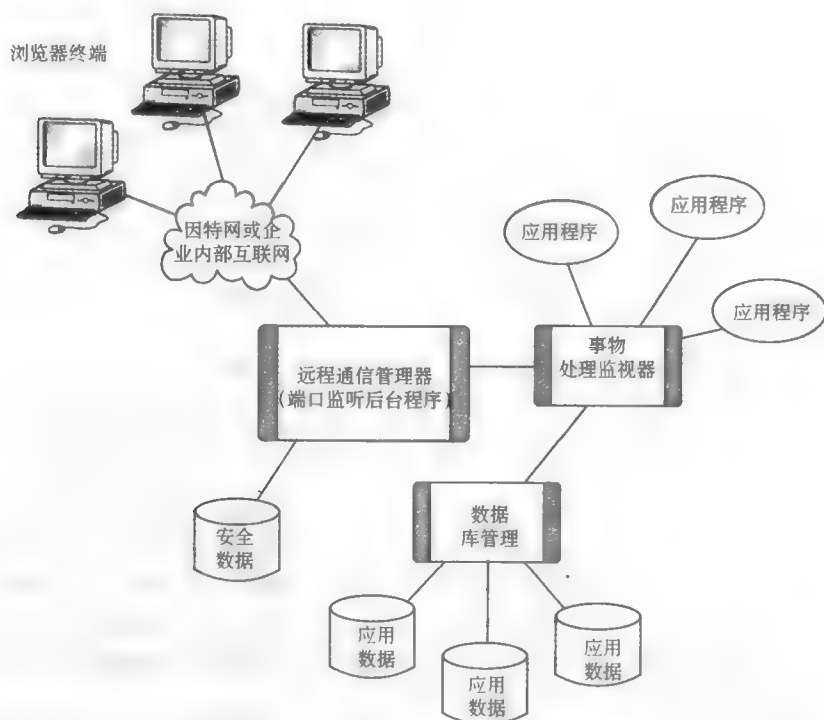 浏览器终端
因特网或企
业内部互联网
应用程序
应用程序
应用程序
远程通信管理器
(端口监听后台程序)
事物
处理监视器
安全
数据
数据
库管理
应用
数据
应用
数据
应用
数据